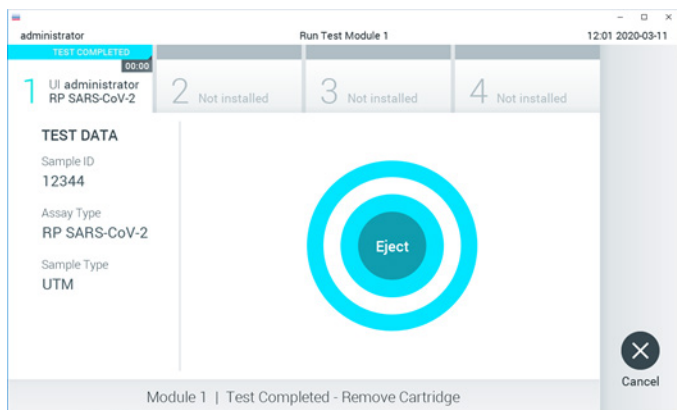 administrator
Run Test Module 1
12:01 2020-03-11
TEST COMPLETED
00:00
1
UI administrator
RP SARS-CoV-2
2 Not installed
3 Not installed
4 Not installed
TEST DATA
Sample ID
12344
Assay Type
RP SARS-CoV-2
Sample Type
UTM
Eject
Cancel
Module 1 | Test Completed - Remove Cartridge